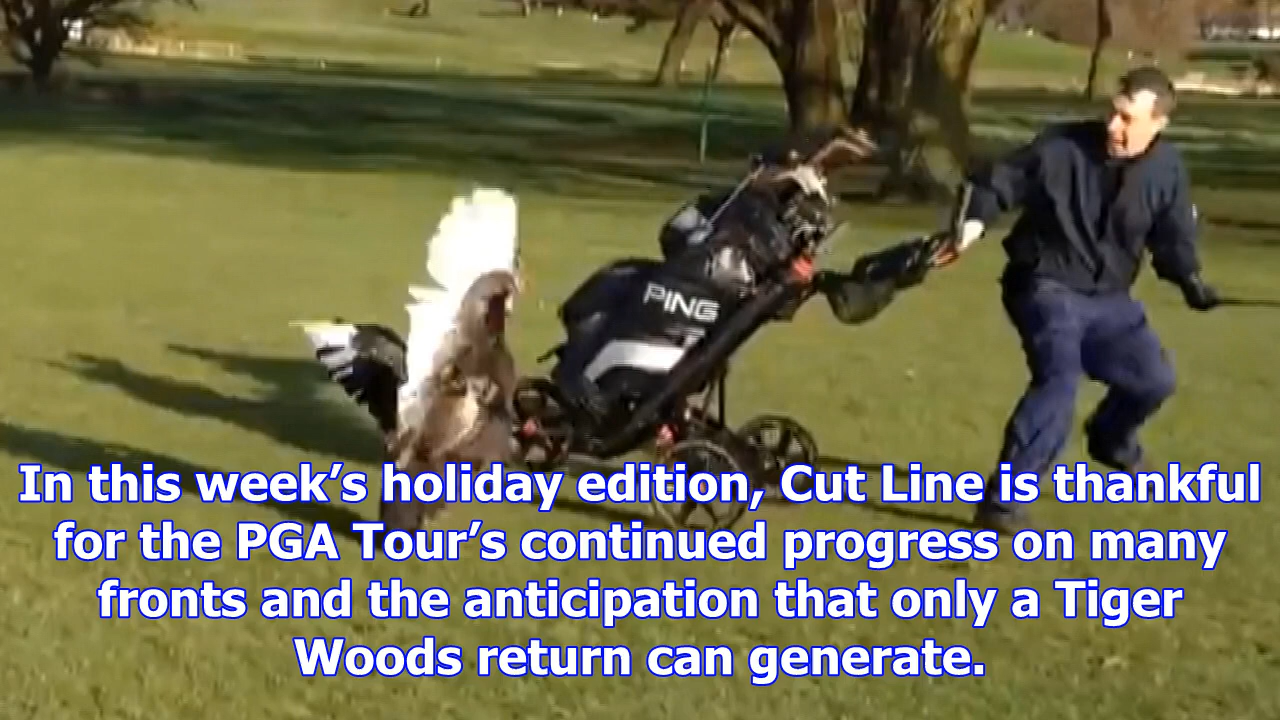 PING
In this week’s holiday edition, Cut Line is thankful
for the PGA Tour’s continued progress on many
fronts and the anticipation that only a Tiger
Woods return can generate.